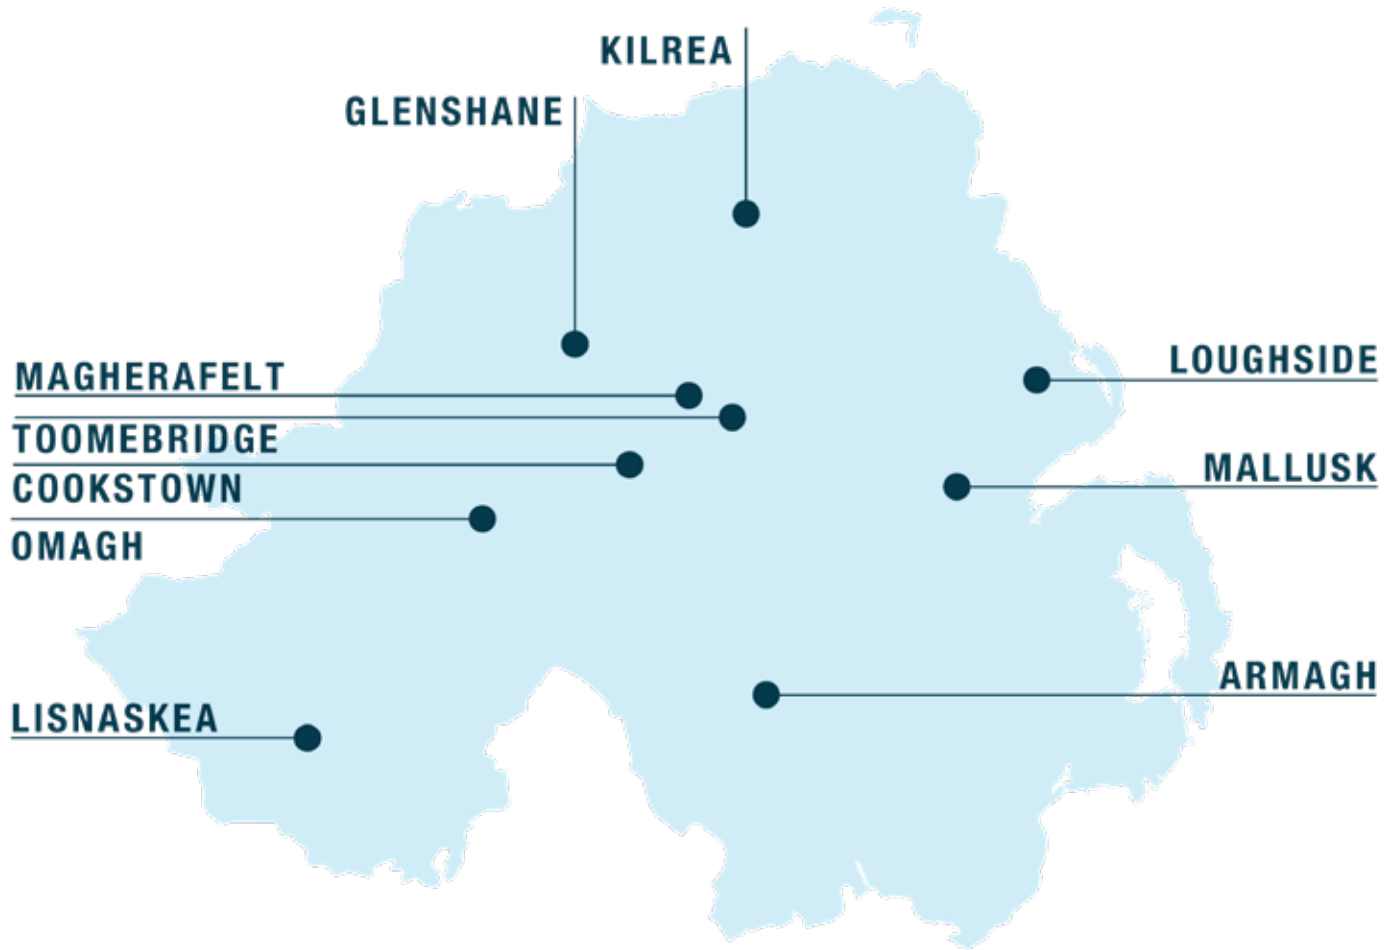 KILREA
GLENSHANE
MAGHERAFELT
LOUGHSIDE
TOOMEBRIDGE
MALLUSK
COOKSTOWN
OMAGH
ARMAGH
LISNASKEA